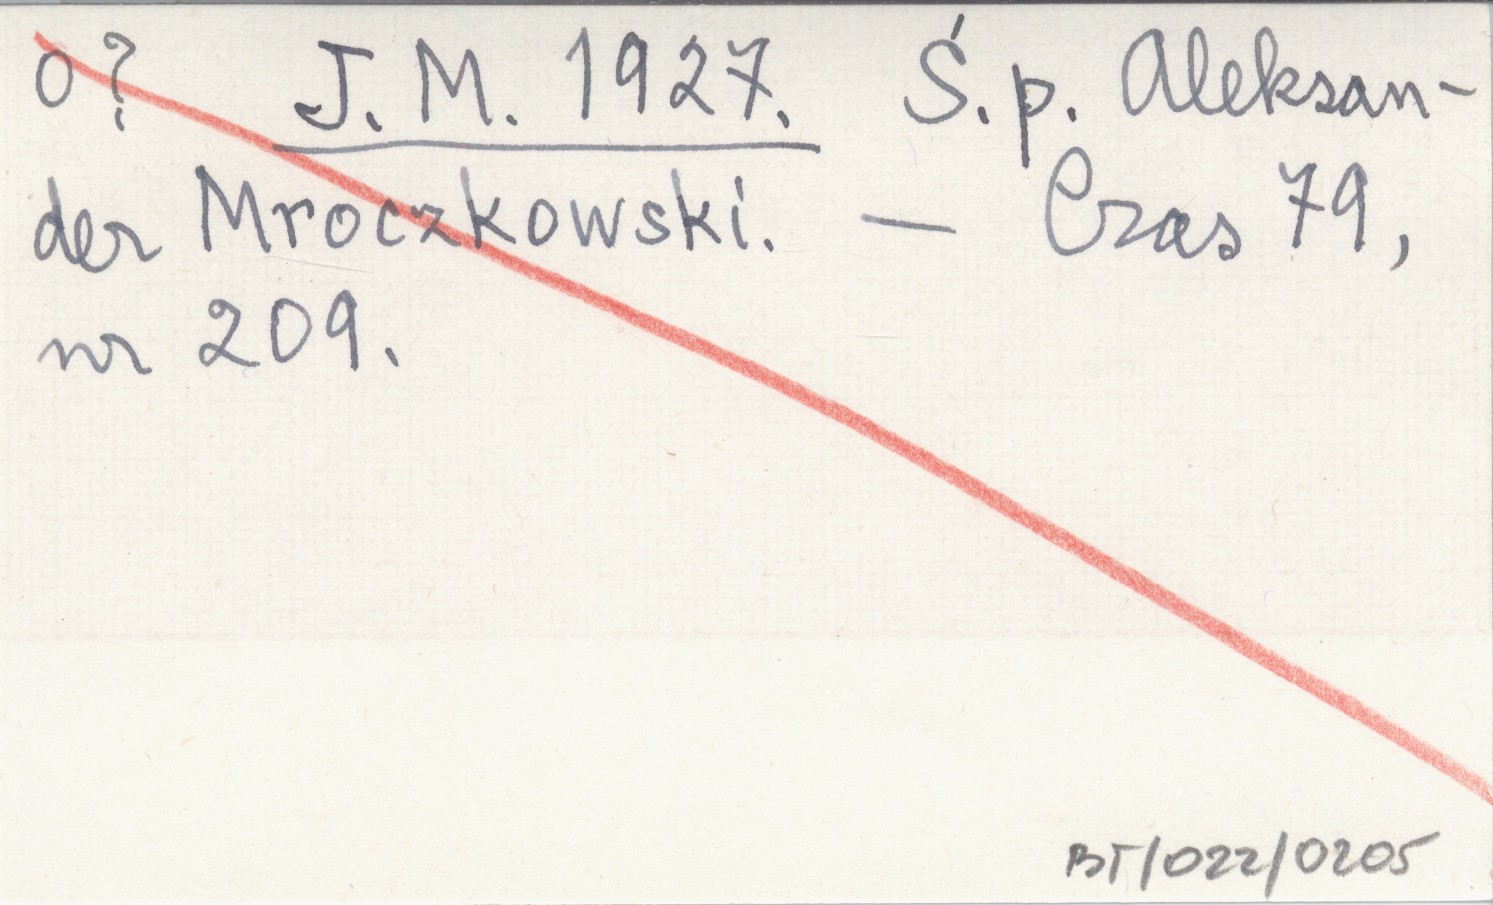 o? J. M. 1927. Ś. p. Aleksan-
der Mroczkowski. — Czas 79,
nr 209.
BT/022/0205